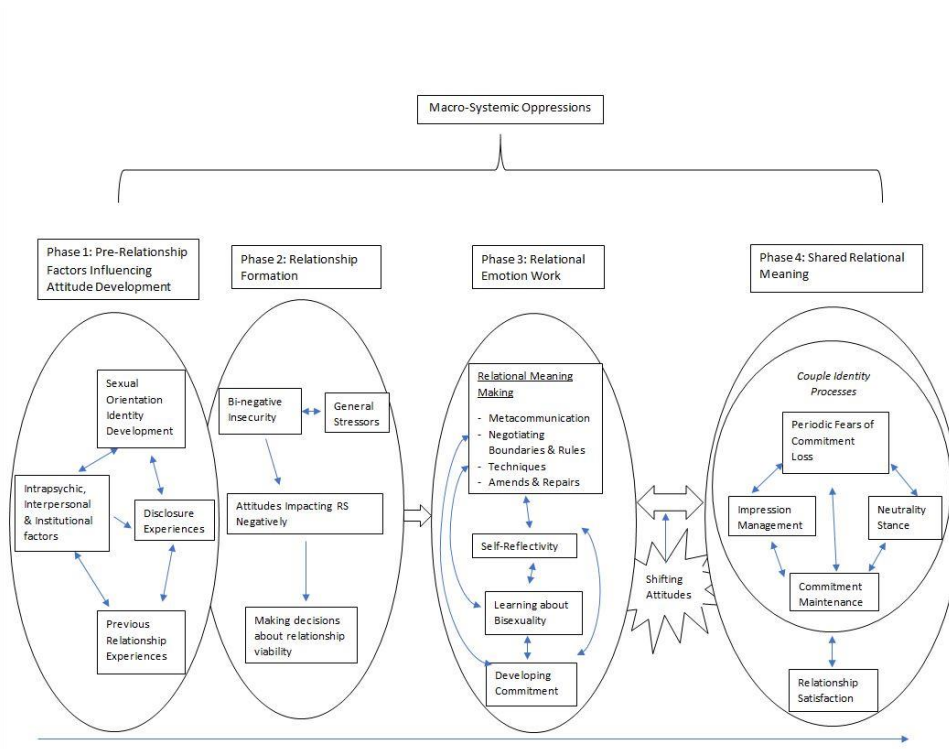 Macro-Systemic Oppressions
Phase 1: Pre-Relationship
Factors Influencing
Attitude Development
Phase 2: Relationship
Formation
Phase 3: Relational
Emotion Work
Phase 4: Shared Relational
Meaning
Sexual
Orientation
Identity
Development
Intrapsychic,
Interpersonal
& Institutional
factors
Disclosure
Experiences
Previous
Relationship
Experiences
Bi-negative
Insecurity
General
Stressors
Attitudes Impacting RS
Negatively
Making decisions
about relationship
viability
Relational Meaning
Making
- Metacommunication
- Negotiating
Boundaries & Rules
- Techniques
- Amends & Repairs
Self-Reflectivity
Learning about
Bisexuality
Developing
Commitment
Shifting
Attitudes
Couple Identity
Processes
Periodic Fears of
Commitment
Loss
Impression
Management
Neutrality
Stance
Commitment
Maintenance
Relationship
Satisfaction